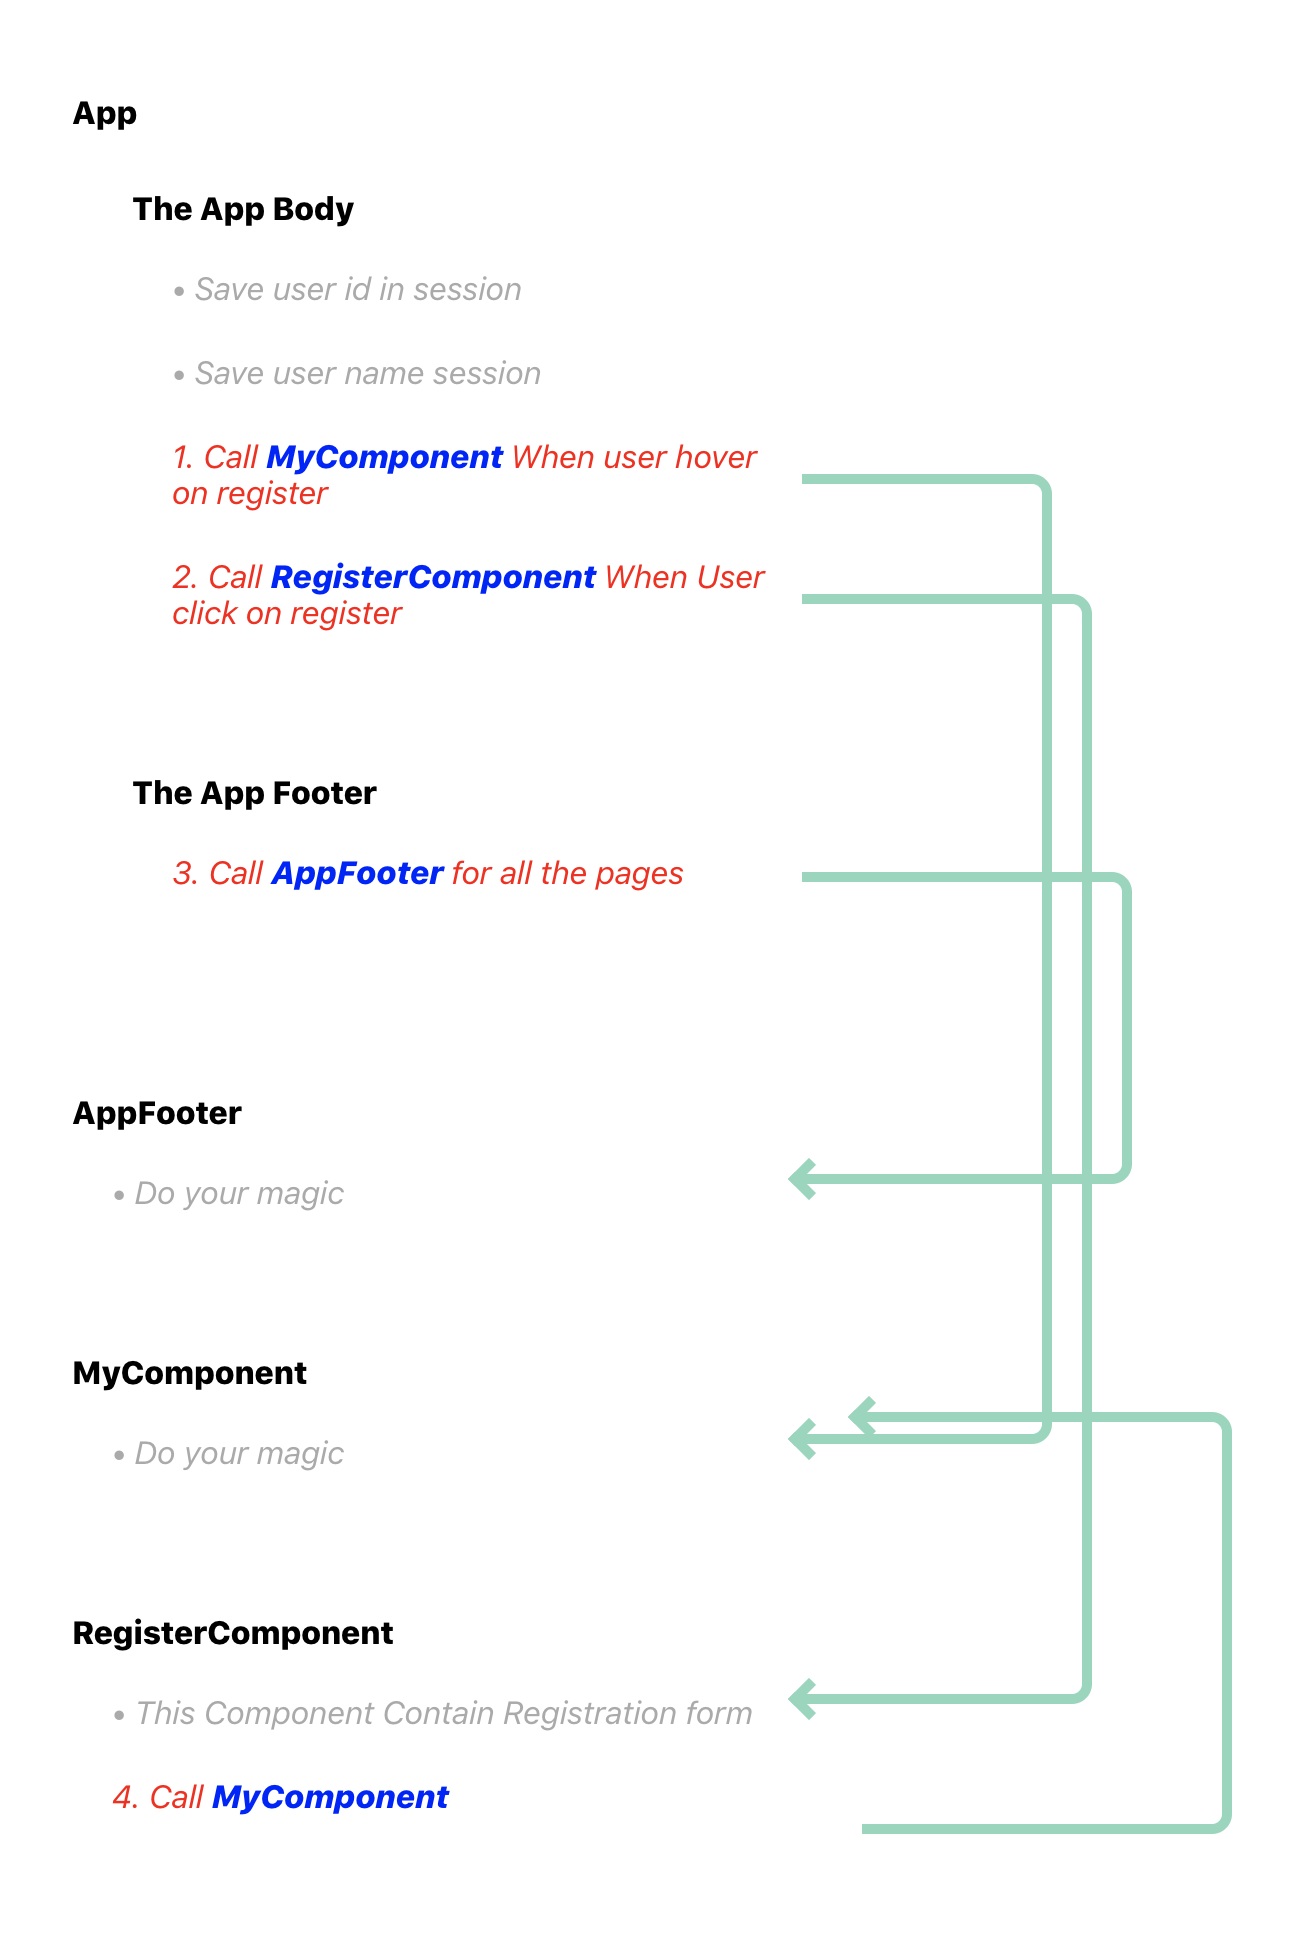 App
The App Body
• Save user id in session
• Save user name session
1. Call MyComponent When user hover
on register
2. Call RegisterComponent When User
click on register
The App Footer
3. Call AppFooter for all the pages
AppFooter
• Do your magic
MyComponent
• Do your magic
RegisterComponent
• This Component Contain Registration form
4. Call MyComponent